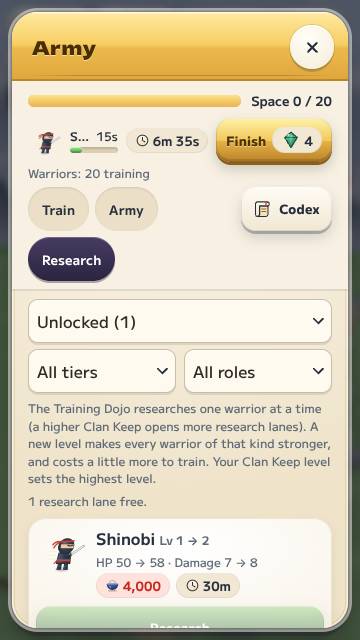 Army
Space 0 / 20
S... 15s
6m 35s
Finish 4
Warriors: 20 training
Train
Army
Codex
Research
Unlocked (1)
All tiers
All roles
The Training Dojo researches one warrior at a time
(a higher Clan Keep opens more research lanes). A
new level makes every warrior of that kind stronger,
and costs a little more to train. Your Clan Keep level
sets the highest level.
1 research lane free.
Shinobi Lv 1 → 2
HP 50 → 58 · Damage 7 → 8
4,000
30m
Research